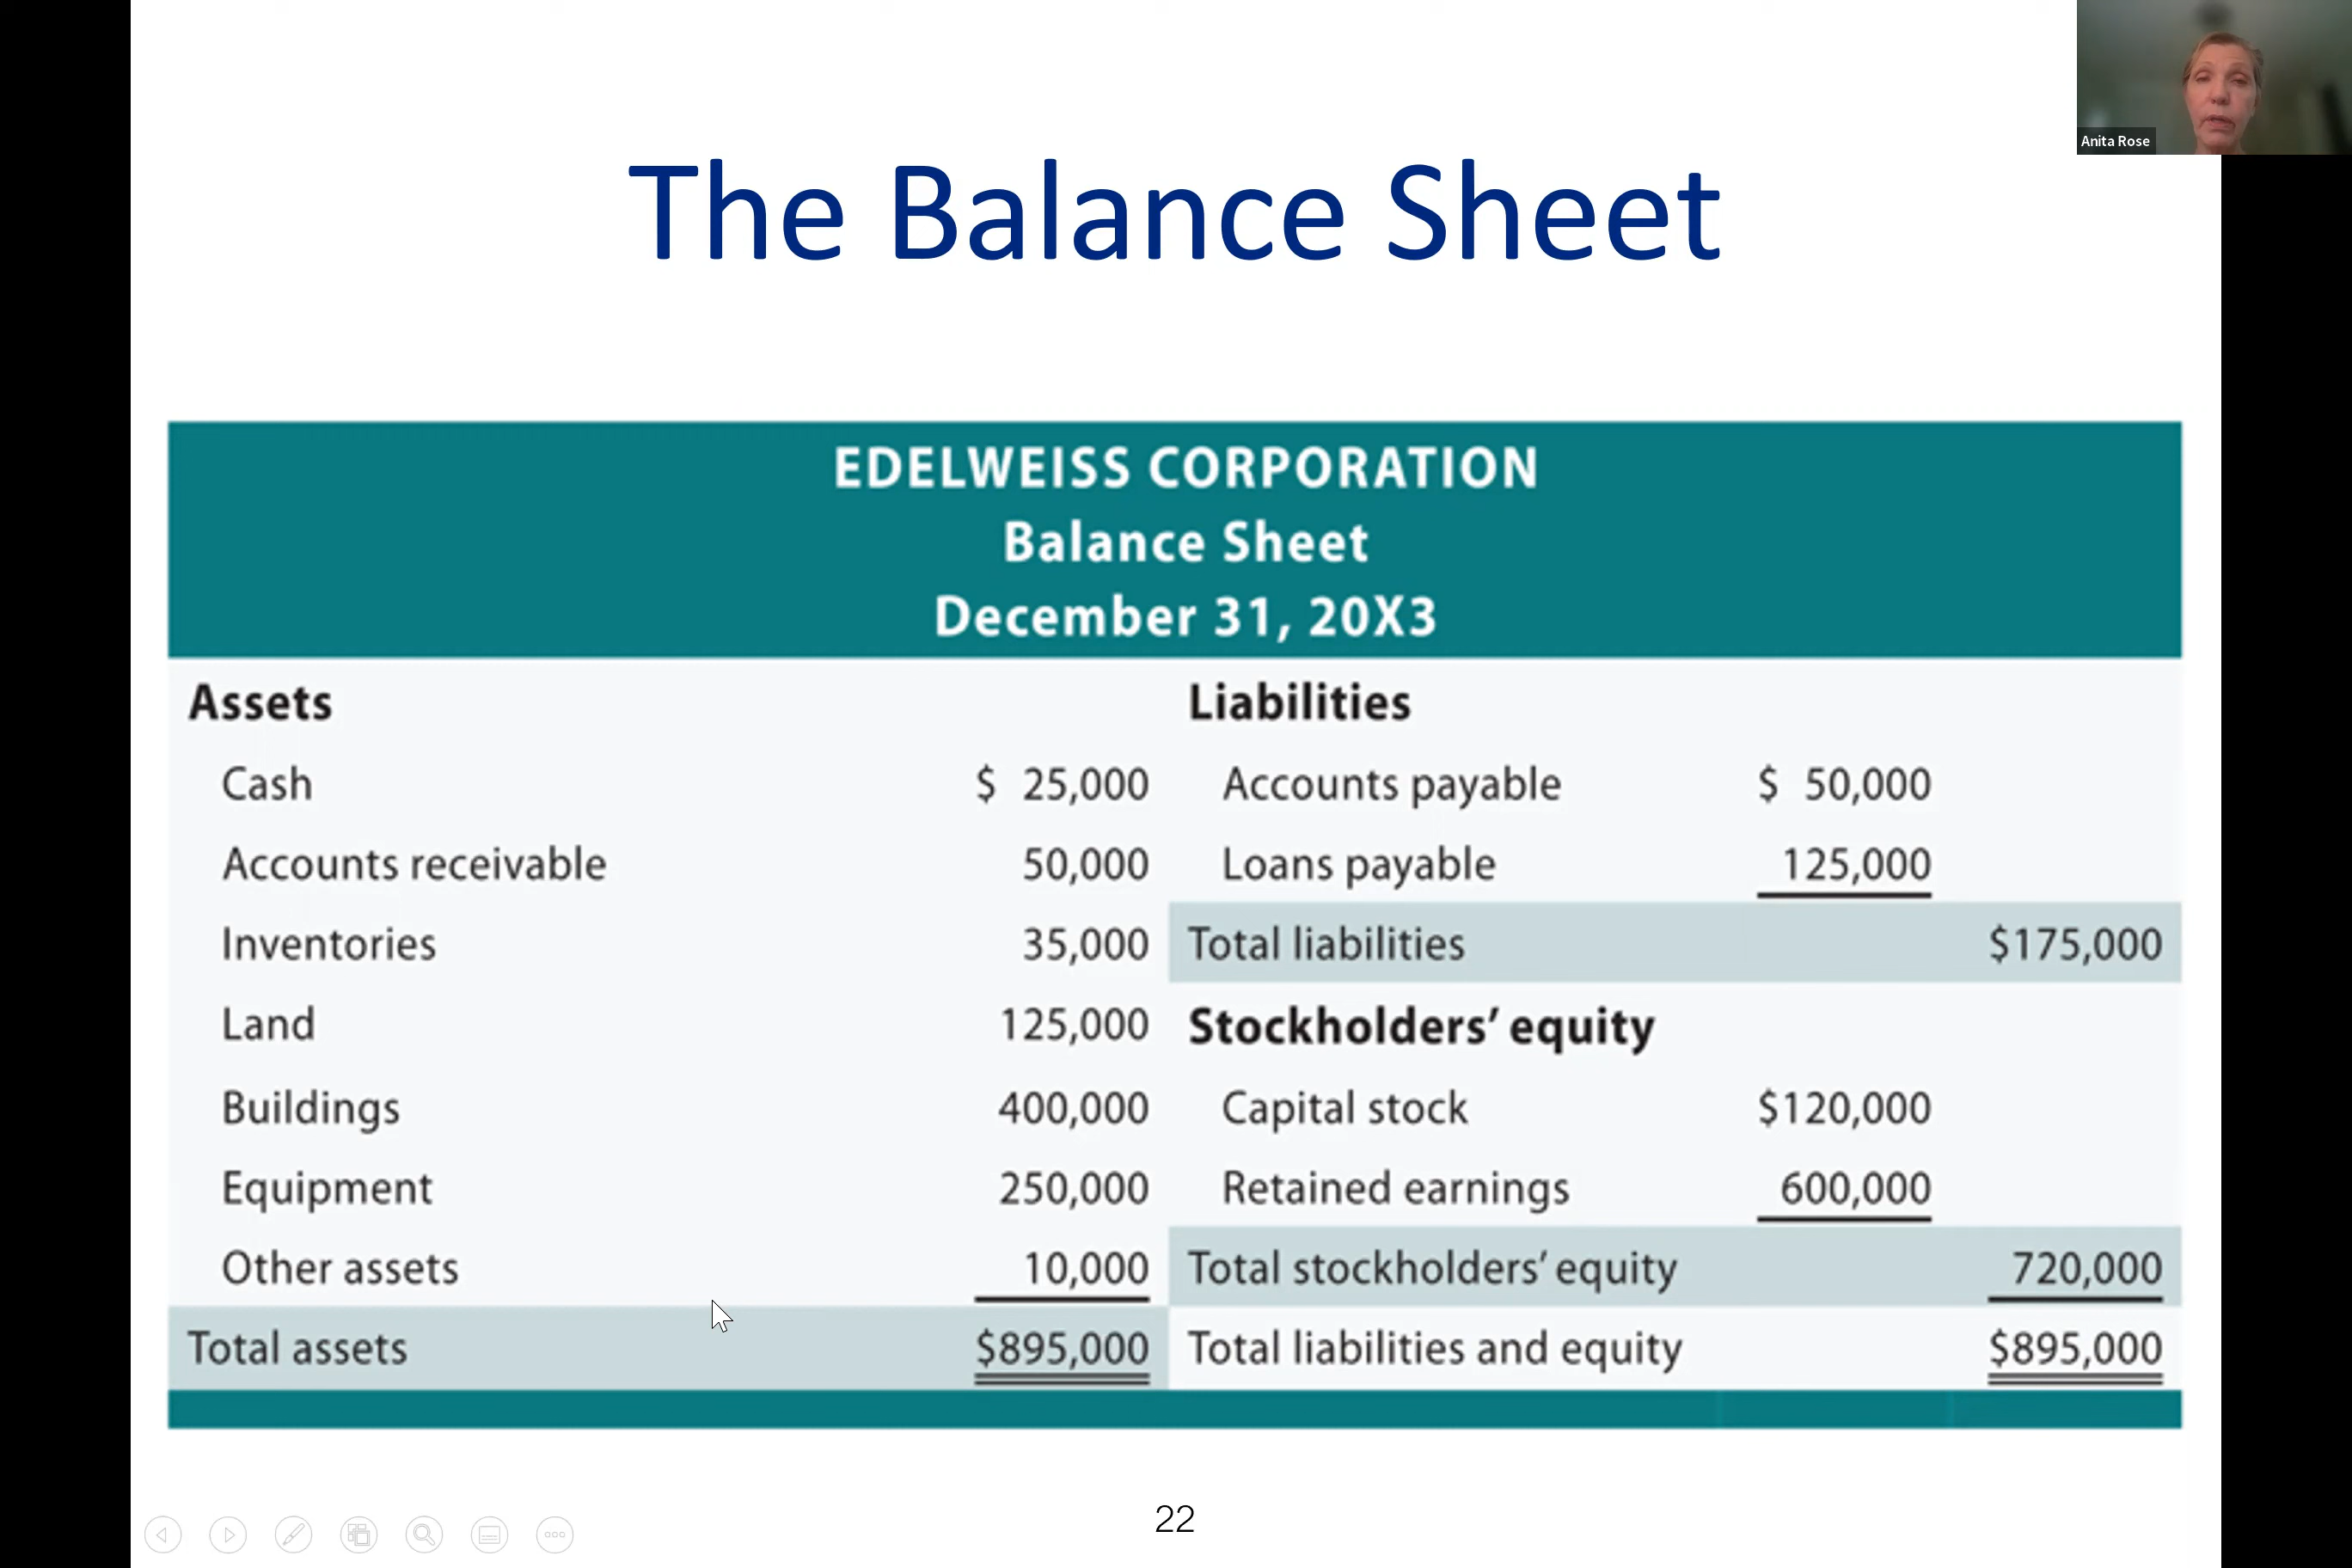 Anita Rose
The Balance Sheet
EDELWEISS CORPORATION
Balance Sheet
December 31, 20X3
Assets
Cash $ 25,000
Accounts receivable 50,000
Inventories 35,000
Land 125,000
Buildings 400,000
Equipment 250,000
Other assets 10,000
Total assets $895,000
Liabilities
Accounts payable $ 50,000
Loans payable 125,000
Total liabilities $175,000
Stockholders’ equity
Capital stock $120,000
Retained earnings 600,000
Total stockholders’ equity 720,000
Total liabilities and equity $895,000
22